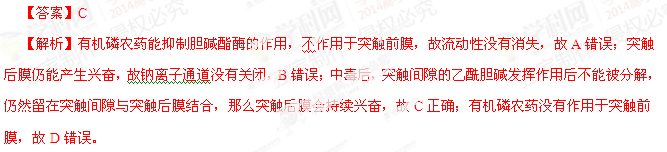 【答案】C
【解析】有机磷农药能抑制胆碱酯酶的作用，不作用于突触前膜，故流动性没有消失，故 A 错误；突触
后膜仍能产生兴奋，故钠离子通道没有关闭，B 错误；中毒后，突触间隙的乙酰胆碱发挥作用后不能被分解，
仍然留在突触间隙与突触后膜结合，那么突触后膜会持续兴奋，故 C 正确；有机磷农药没有作用于突触前
膜，故 D 错误。